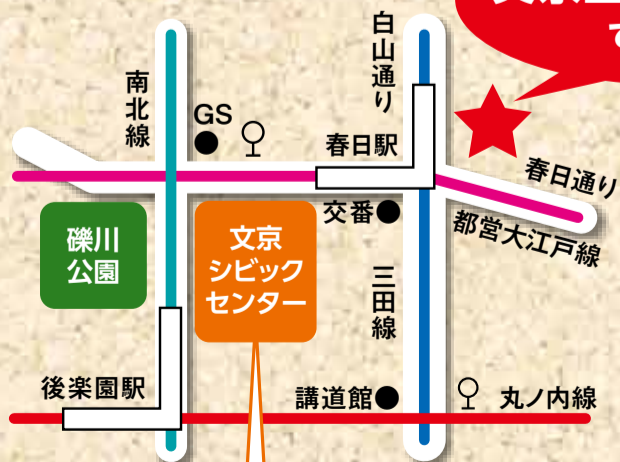 南北線
GS
白山通り
春日駅
春日通り
都営大江戸線
交番
礫川
公園
文京
シビック
センター
三田線
後楽園駅
講道館
丸ノ内線